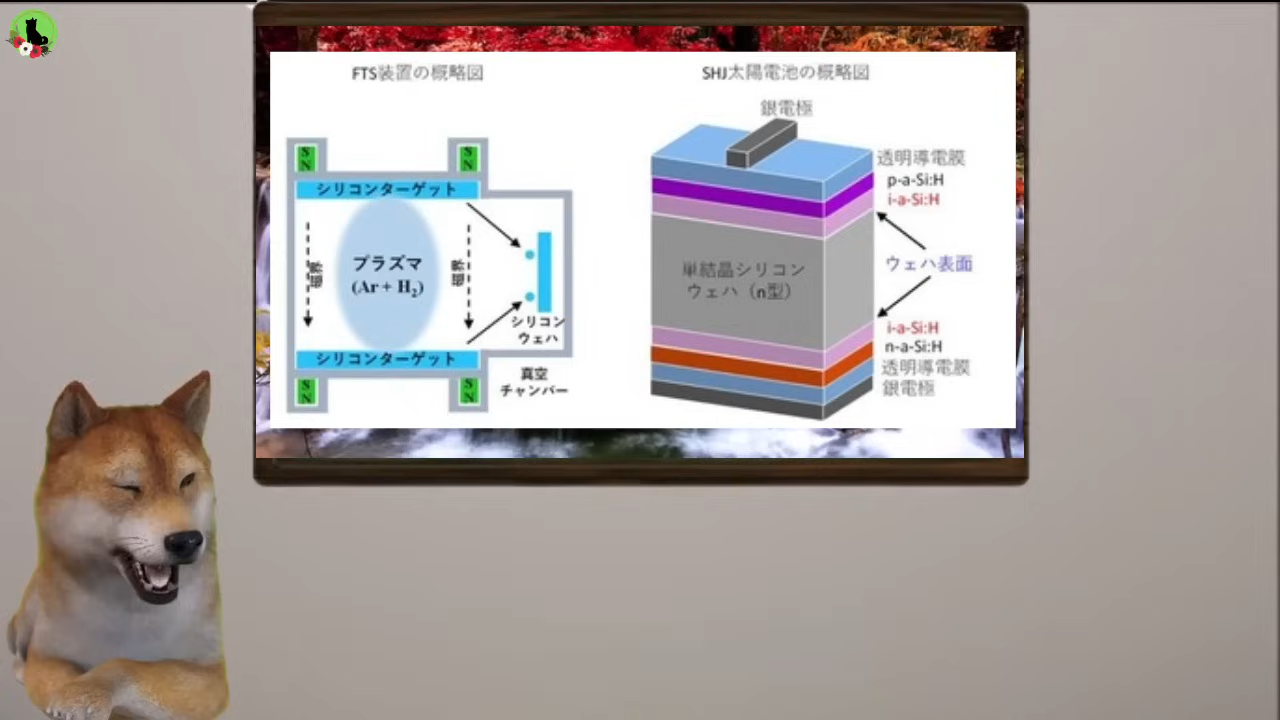 FTS装置の概略図
S
N
S
N
シリコンターゲット
磁界
プラズマ
(Ar + H2)
磁界
シリコン
ウェハ
シリコンターゲット
S
N
S
N
真空
チャンバー
SHJ太陽電池の概略図
銀電極
透明導電膜
p-a-Si:H
i-a-Si:H
ウェハ表面
単結晶シリコン
ウェハ（n型）
i-a-Si:H
n-a-Si:H
透明導電膜
銀電極